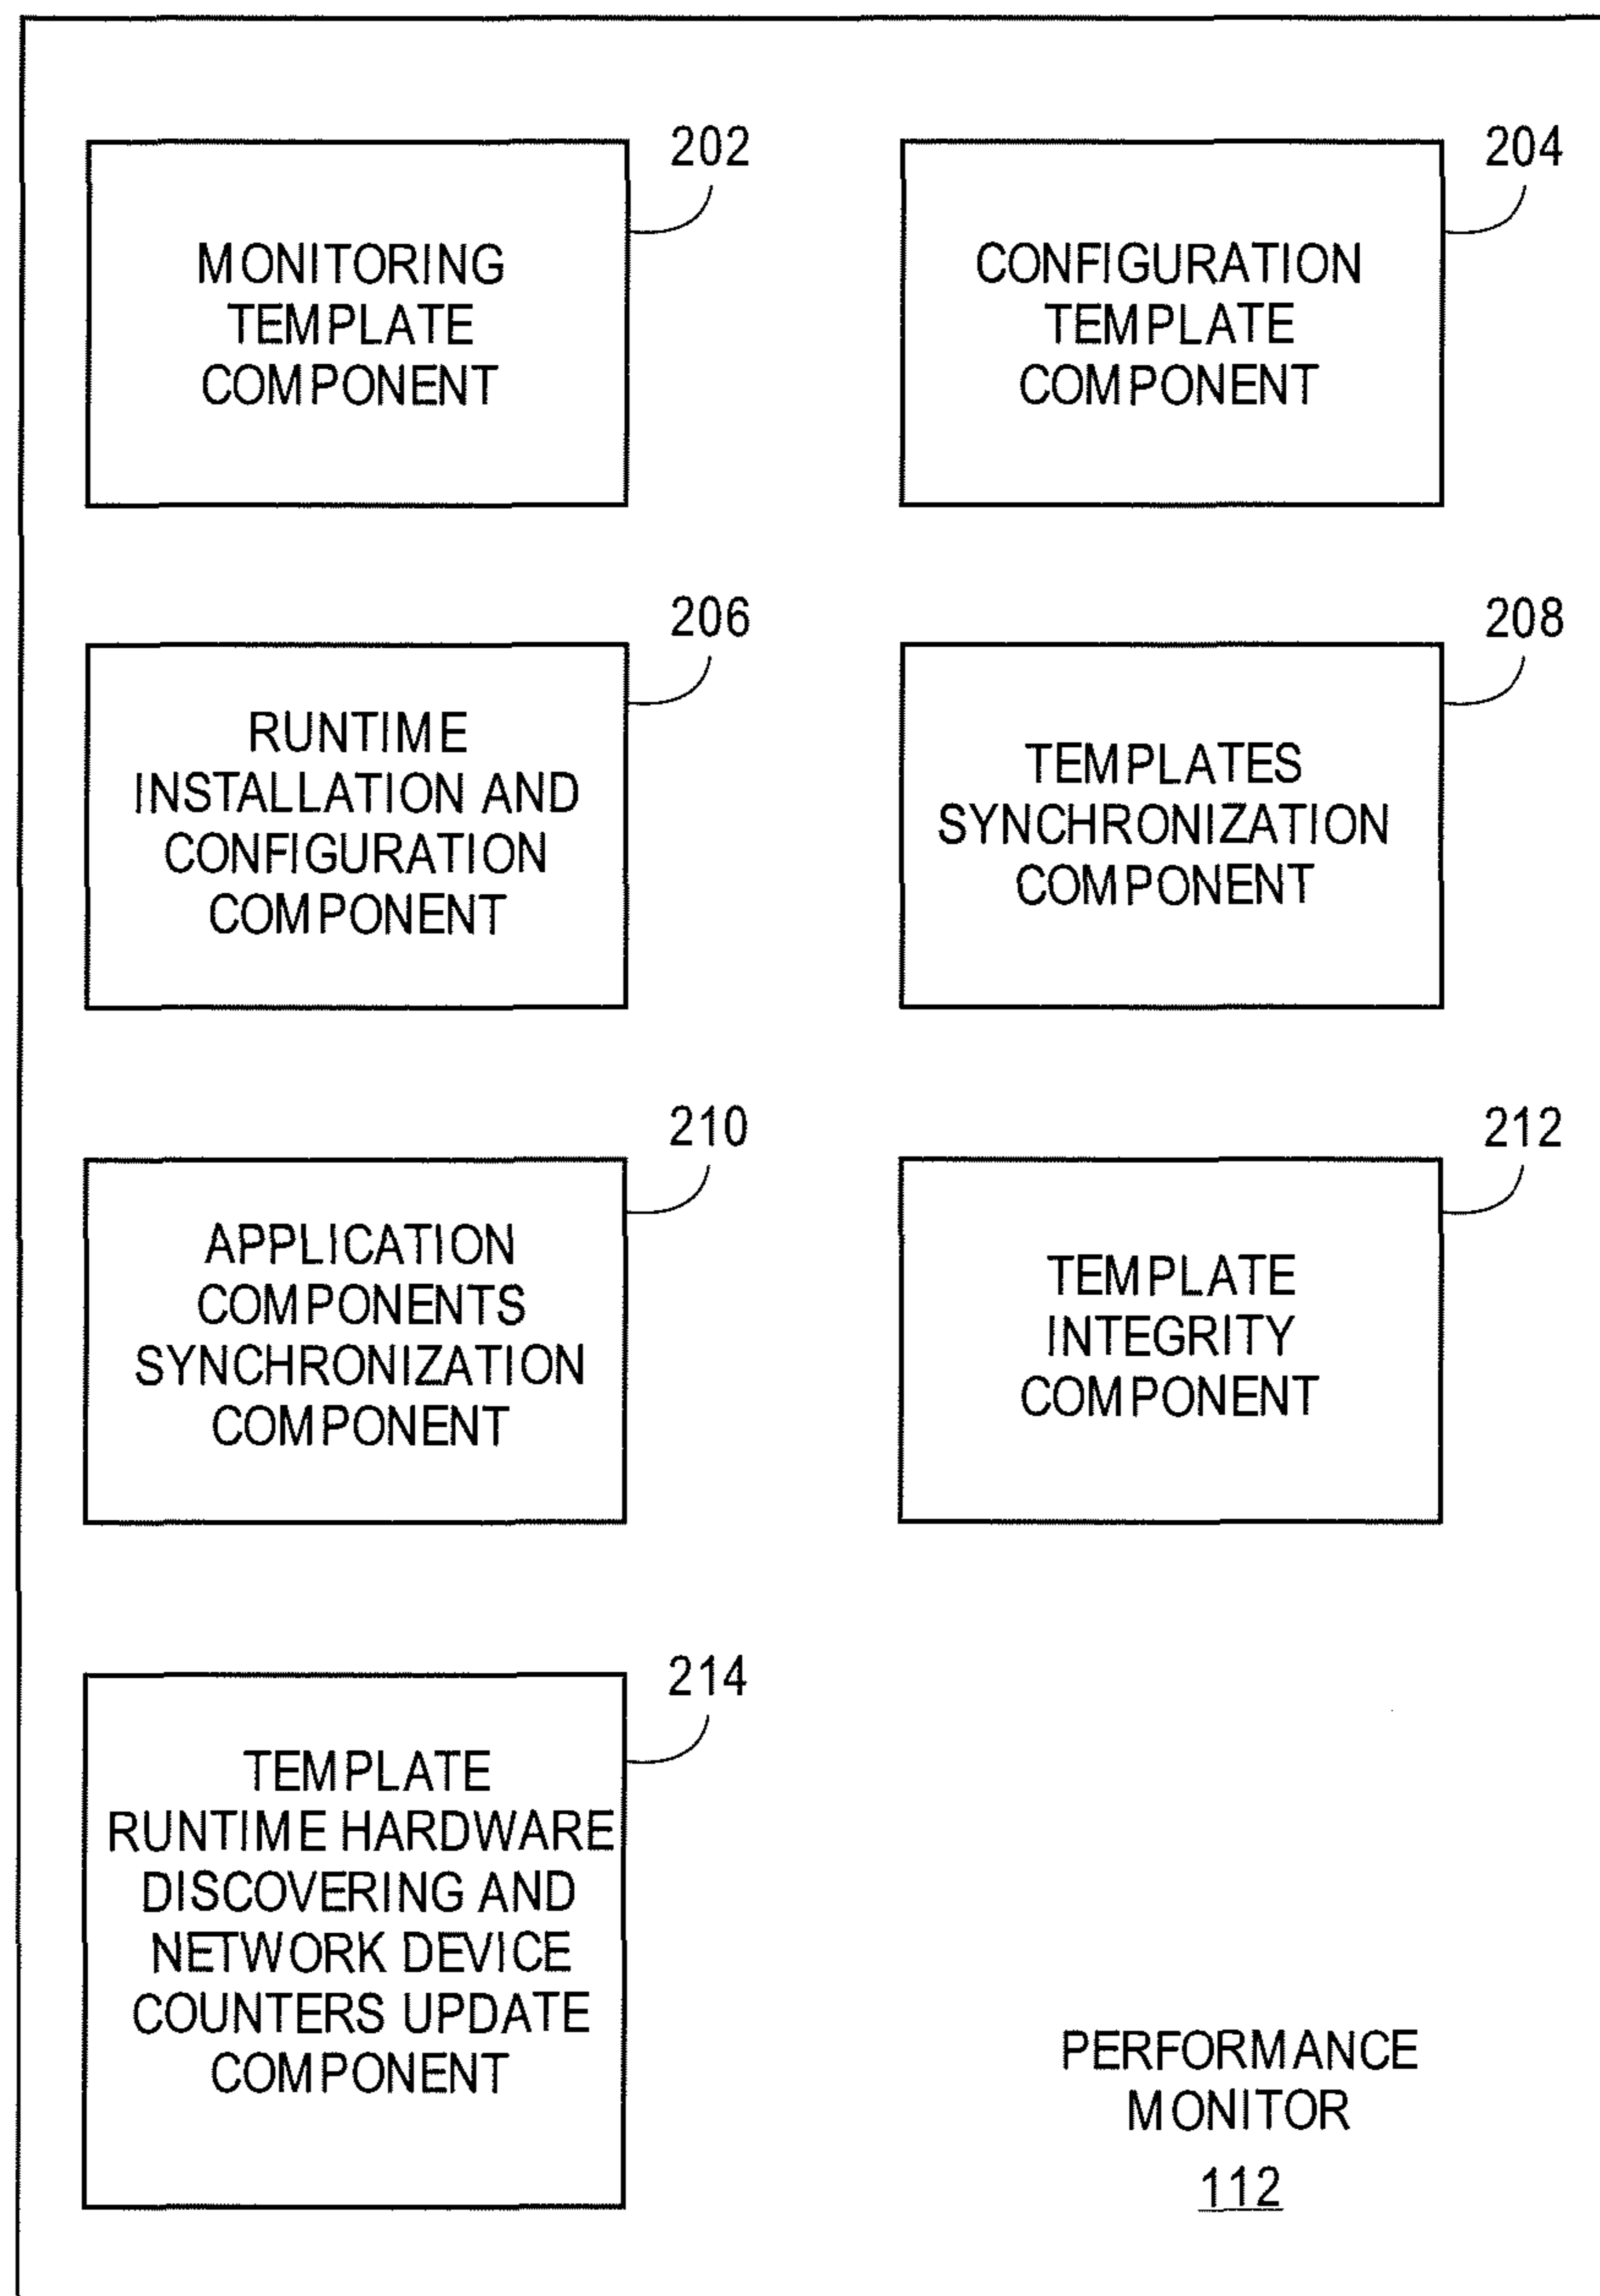 202
MONITORING
TEMPLATE
COMPONENT
204
CONFIGURATION
TEMPLATE
COMPONENT
206
RUNTIME
INSTALLATION AND
CONFIGURATION
COMPONENT
208
TEMPLATES
SYNCHRONIZATION
COMPONENT
210
APPLICATION
COMPONENTS
SYNCHRONIZATION
COMPONENT
212
TEMPLATE
INTEGRITY
COMPONENT
214
TEMPLATE
RUNTIME HARDWARE
DISCOVERING AND
NETWORK DEVICE
COUNTERS UPDATE
COMPONENT
PERFORMANCE
MONITOR
112